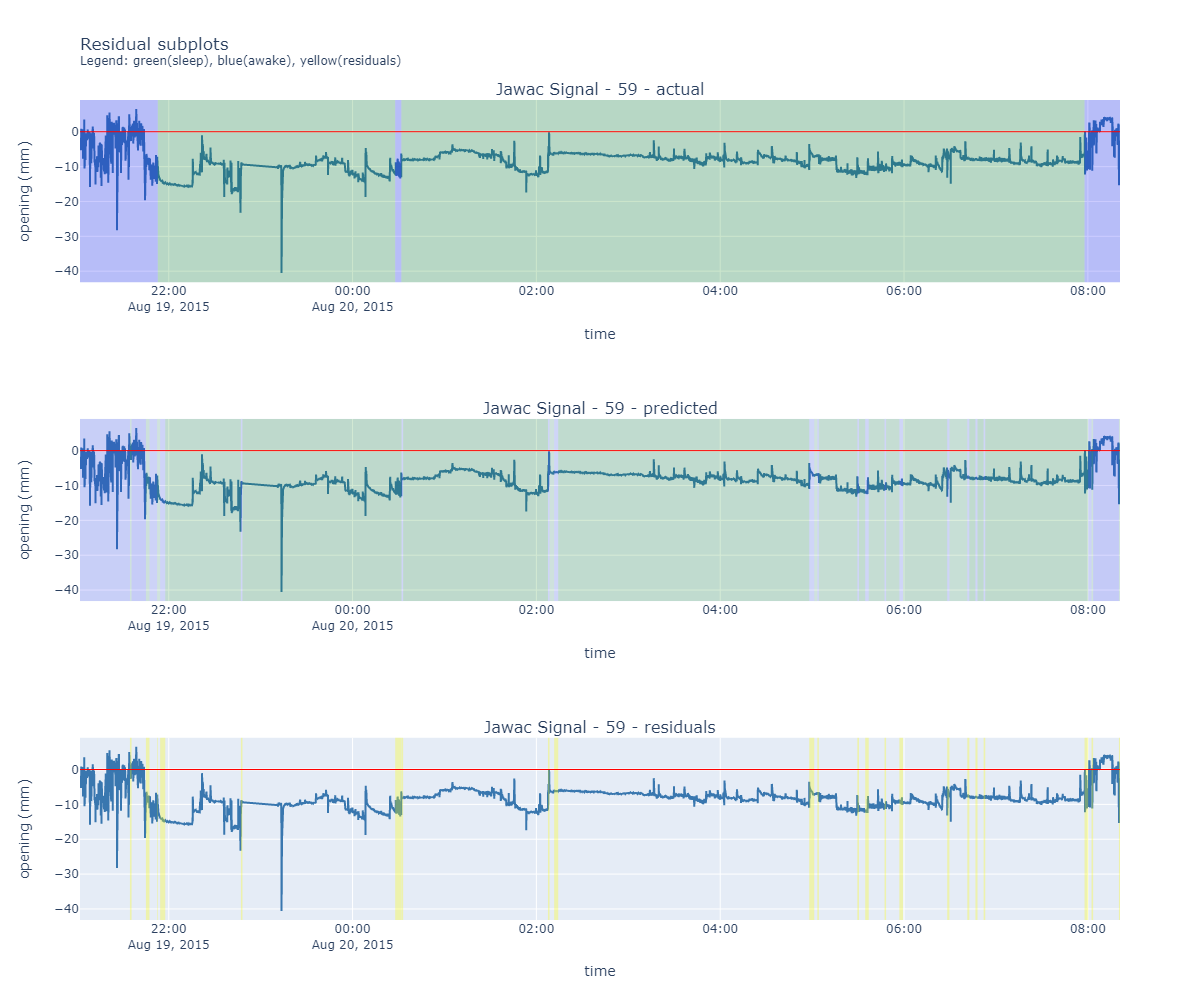 Residual subplots
Legend: green(sleep), blue(awake), yellow(residuals)
Jawac Signal - 59 - actual
opening (mm)
0
−10
−20
−30
−40
22:00 00:00 02:00 04:00 06:00 08:00
Aug 19, 2015 Aug 20, 2015
time
Jawac Signal - 59 - predicted
opening (mm)
0
−10
−20
−30
−40
22:00 00:00 02:00 04:00 06:00 08:00
Aug 19, 2015 Aug 20, 2015
time
Jawac Signal - 59 - residuals
opening (mm)
0
−10
−20
−30
−40
22:00 00:00 02:00 04:00 06:00 08:00
Aug 19, 2015 Aug 20, 2015
time